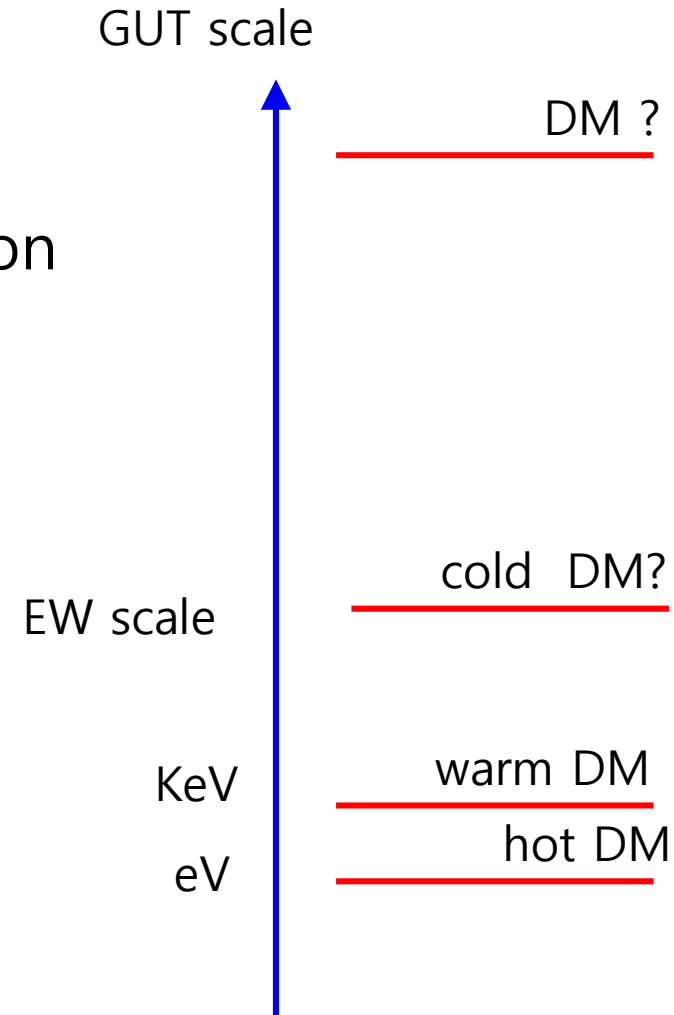 GUT scale
DM ?
on
cold DM?
EW scale
warm DM
KeV
hot DM
eV